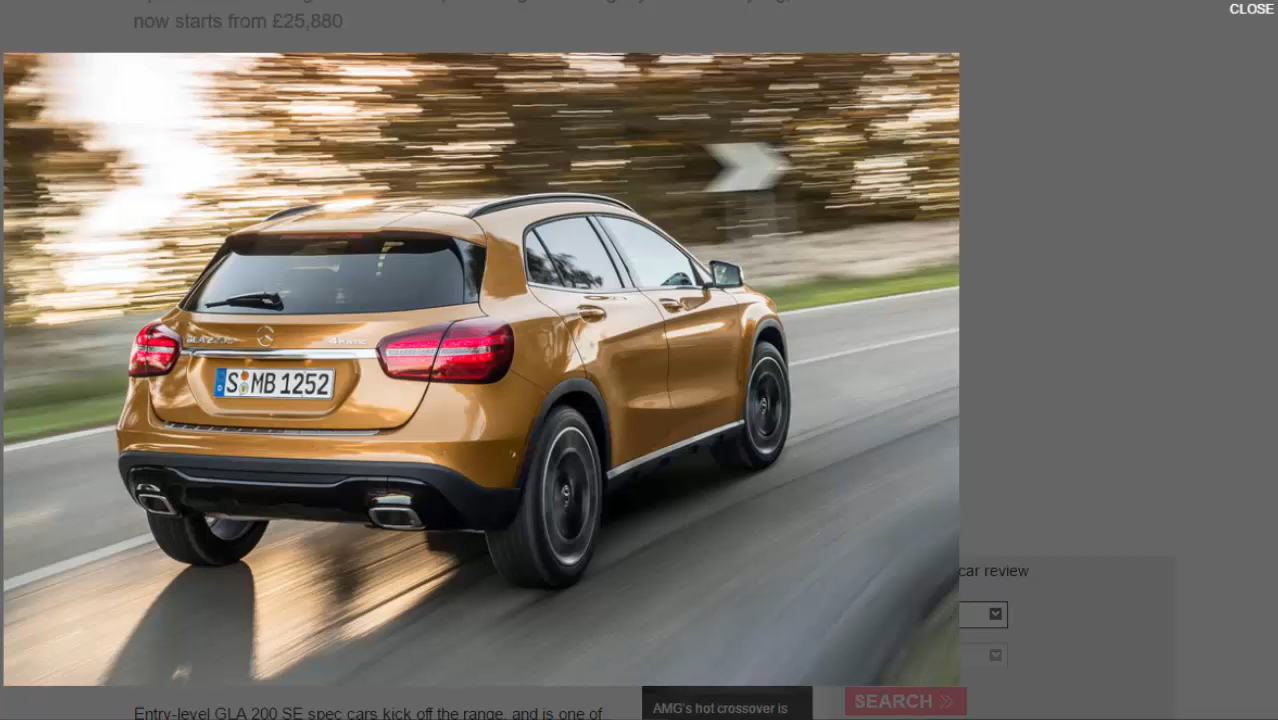 CLOSE
now starts from £25,880
4MATIC
S MB 1252
car review
SEARCH
AMG's hot crossover is
Entry-level GLA 200 SE spec cars kick off the range, and is one of